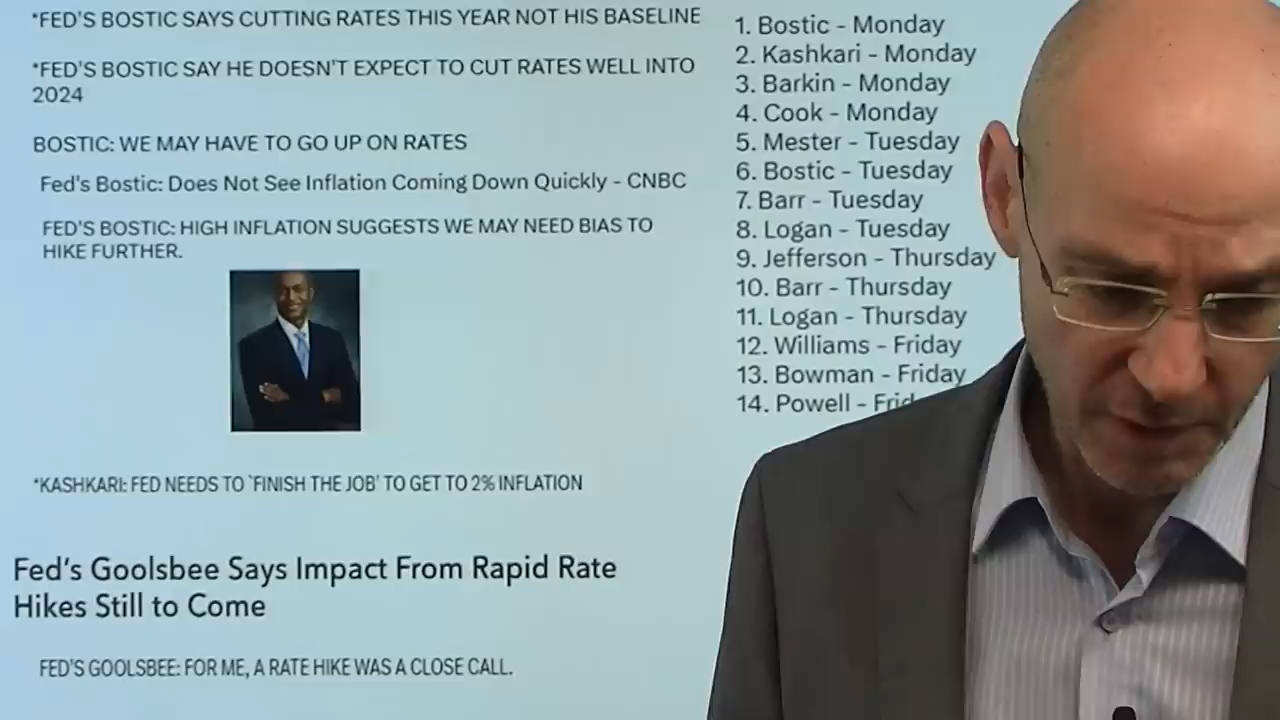 *FED'S BOSTIC SAYS CUTTING RATES THIS YEAR NOT HIS BASELINE
*FED'S BOSTIC SAY HE DOESN'T EXPECT TO CUT RATES WELL INTO
2024
BOSTIC: WE MAY HAVE TO GO UP ON RATES
Fed's Bostic: Does Not See Inflation Coming Down Quickly - CNBC
FED'S BOSTIC: HIGH INFLATION SUGGESTS WE MAY NEED BIAS TO
HIKE FURTHER.
*KASHKARI: FED NEEDS TO `FINISH THE JOB' TO GET TO 2% INFLATION
Fed's Goolsbee Says Impact From Rapid Rate
Hikes Still to Come
FED'S GOOLSBEE: FOR ME, A RATE HIKE WAS A CLOSE CALL.
1. Bostic - Monday
2. Kashkari - Monday
3. Barkin - Monday
4. Cook - Monday
5. Mester - Tuesday
6. Bostic - Tuesday
7. Barr - Tuesday
8. Logan - Tuesday
9. Jefferson - Thursday
10. Barr - Thursday
11. Logan - Thursday
12. Williams - Friday
13. Bowman - Friday
14. Powell - Frid